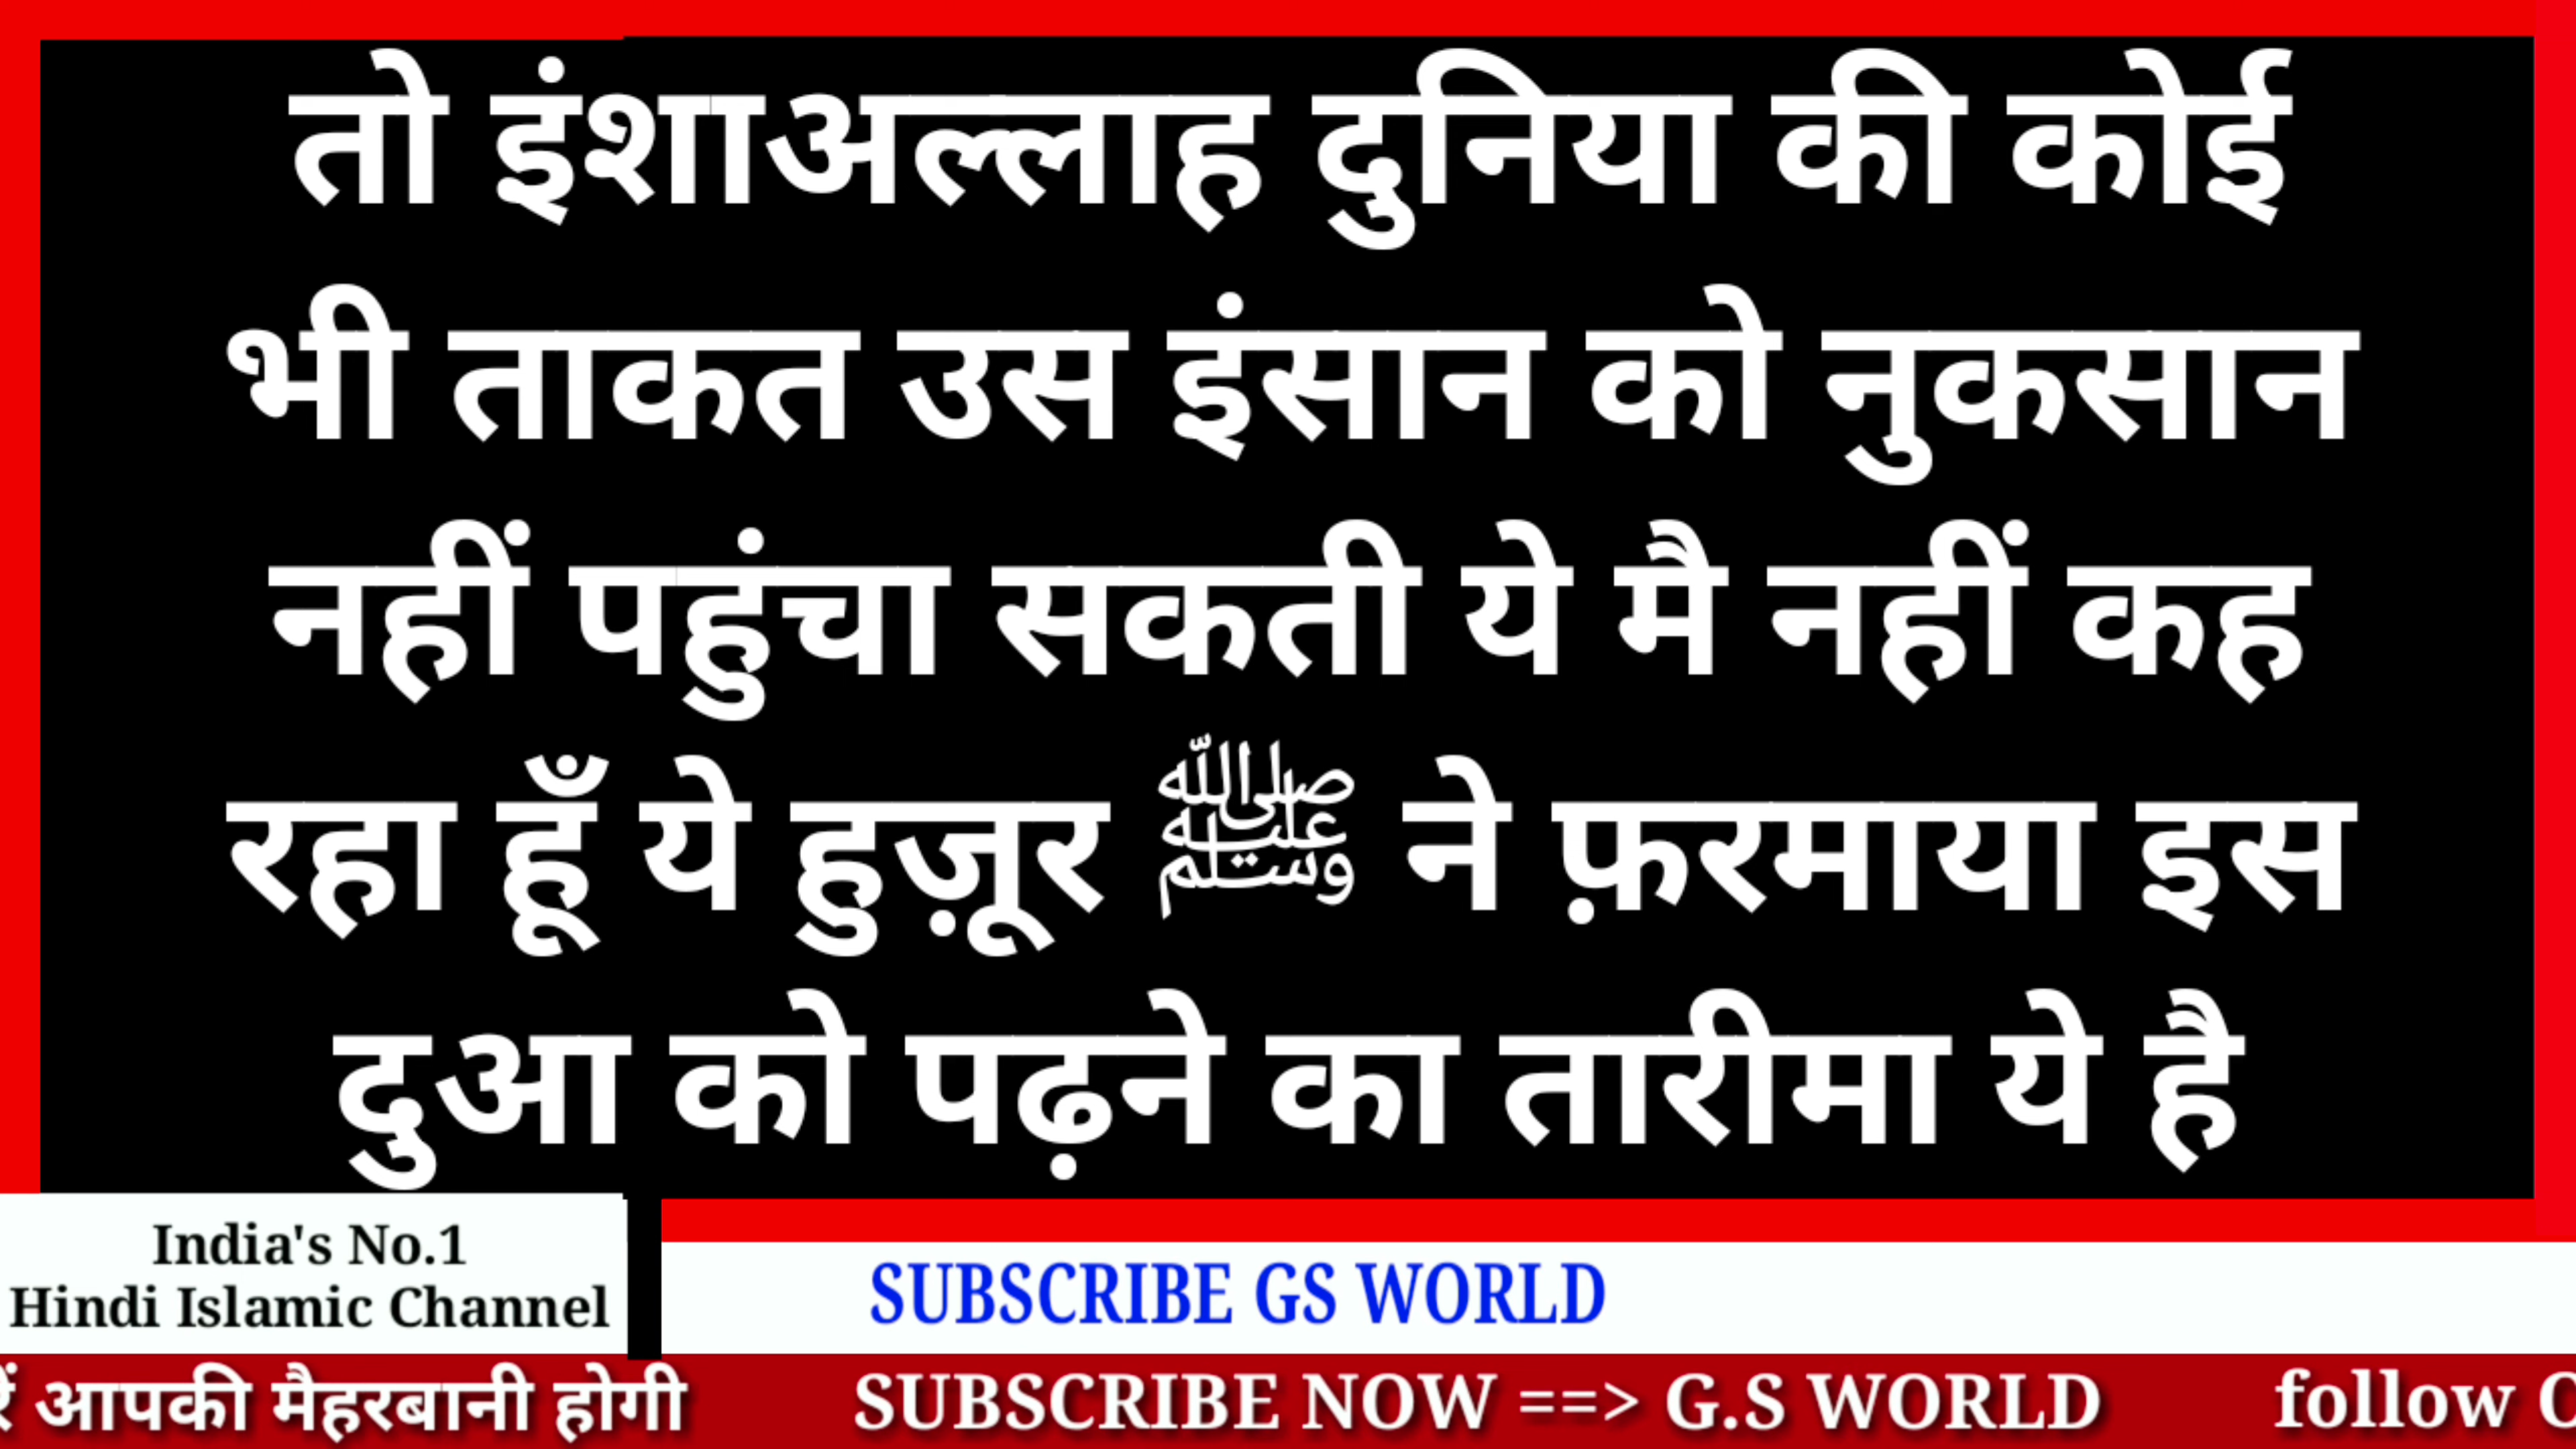 तो इंशाअल्लाह दुनिया की कोई
भी ताकत उस इंसान को नुकसान
नहीं पहुंचा सकती ये मै नहीं कह
रहा हूँ ये हुज़ूर ﷺ ने फ़रमाया इस
दुआ को पढ़ने का तारीमा ये है
India's No.1
Hindi Islamic Channel
SUBSCRIBE GS WORLD
आपकी मैहरबानी होगी SUBSCRIBE NOW ==> G.S WORLD follow